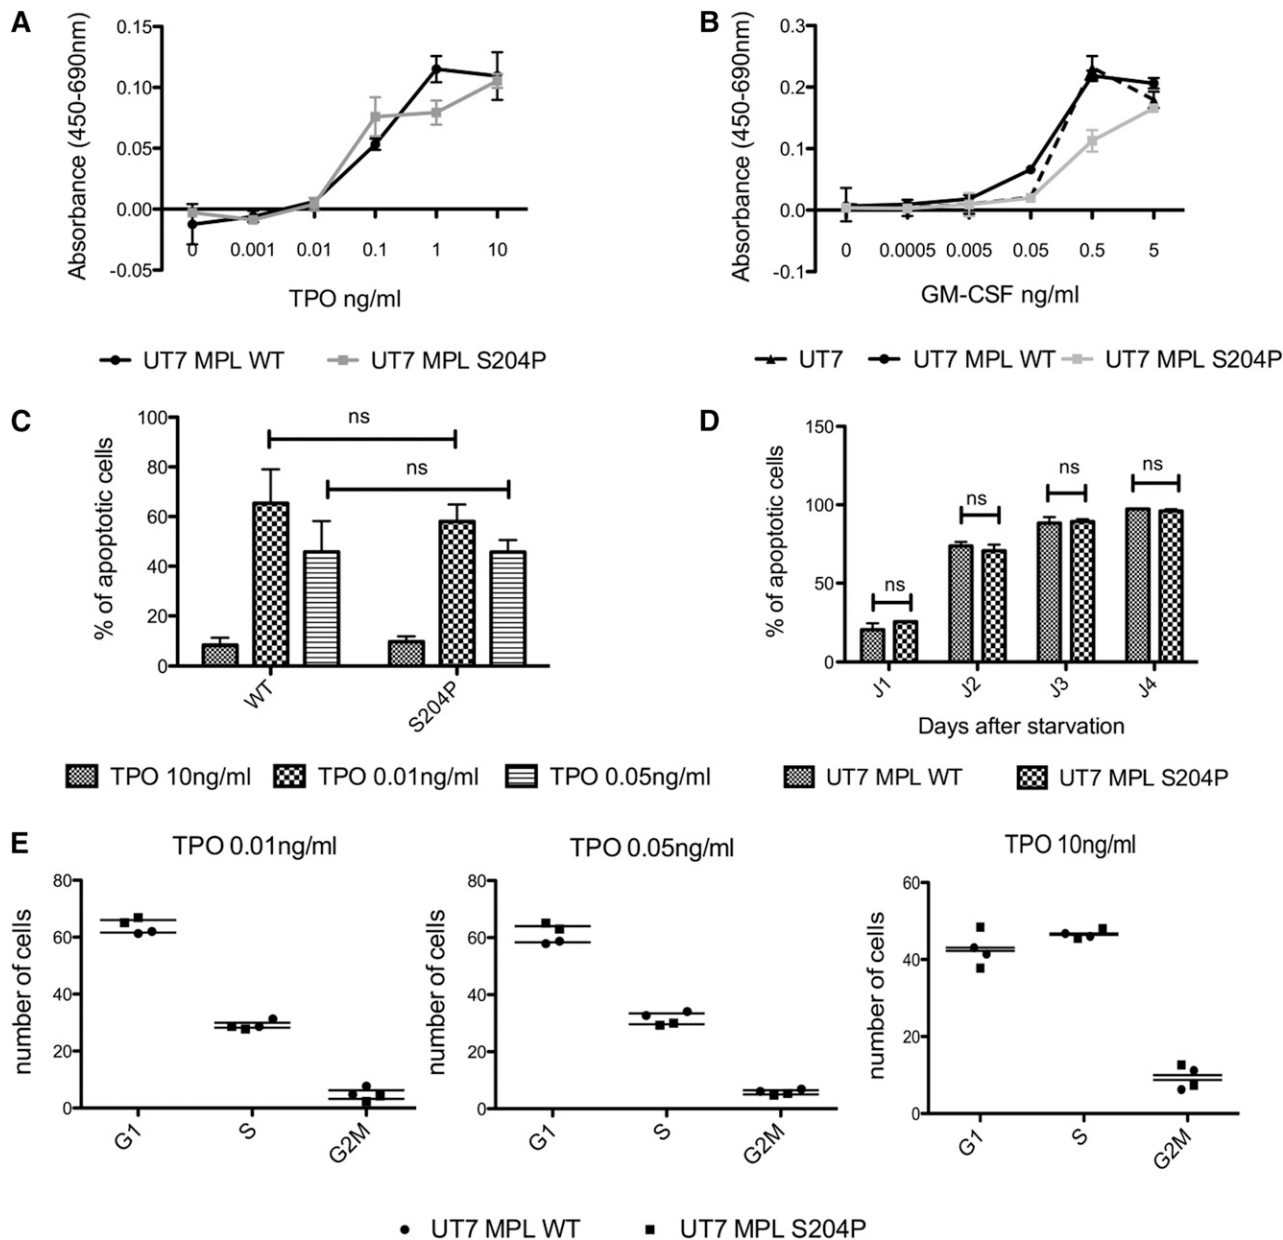 A
Absorbance (450-690nm)
0.15
0.10
0.05
0.00
-0.05
0 0.001 0.01 0.1 1 10
TPO ng/ml
UT7 MPL WT UT7 MPL S204P
B
Absorbance (450-690nm)
0.3
0.2
0.1
0.0
-0.1
0 0.0005 0.005 0.05 0.5 5
GM-CSF ng/ml
UT7 UT7 MPL WT UT7 MPL S204P
C
% of apoptotic cells
100
80
60
40
20
0
ns
ns
WT S204P
TPO 10ng/ml TPO 0.01ng/ml TPO 0.05ng/ml
D
% of apoptotic cells
150
100
50
0
ns ns ns ns
J1 J2 J3 J4
Days after starvation
UT7 MPL WT UT7 MPL S204P
E
TPO 0.01ng/ml
number of cells
80
60
40
20
0
G1 S G2M
TPO 0.05ng/ml
number of cells
80
60
40
20
0
G1 S G2M
TPO 10ng/ml
number of cells
60
40
20
0
G1 S G2M
UT7 MPL WT UT7 MPL S204P